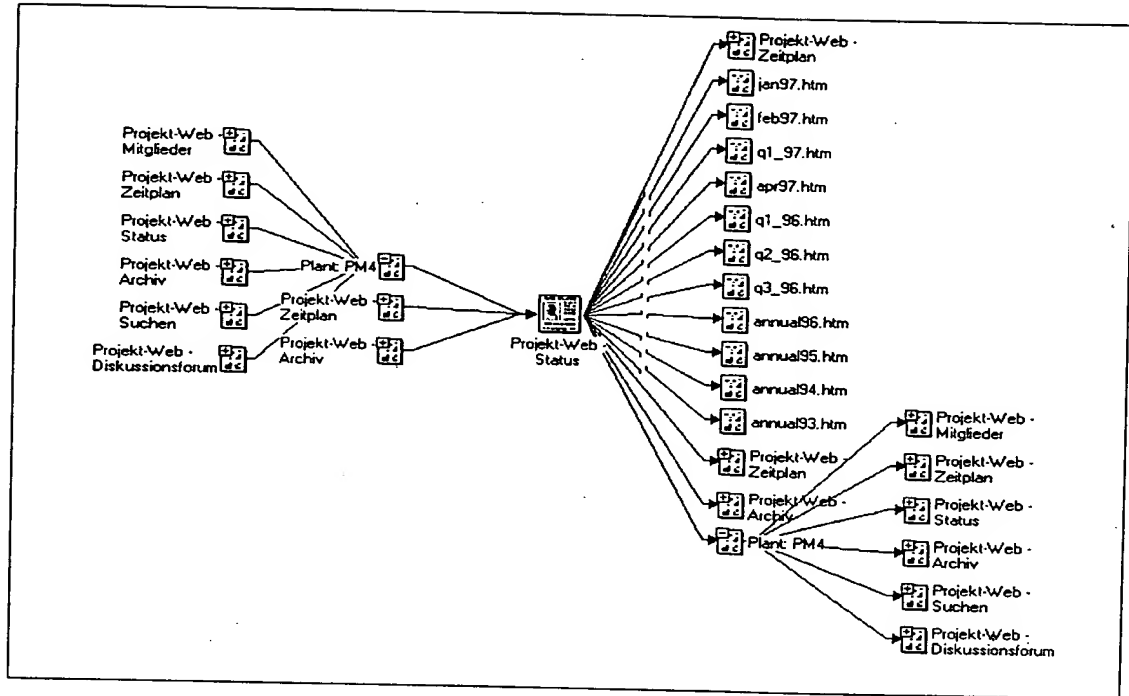 Projekt-Web -
Mitglieder
Projekt-Web -
Zeitplan
Projekt-Web -
Status
Projekt-Web -
Archiv
Projekt-Web -
Suchen
Projekt-Web -
Diskussionsforum
Plant: PM4
Projekt-Web -
Zeitplan
Projekt-Web -
Archiv
Projekt-Web -
Status
Projekt-Web -
Zeitplan
jan97.htm
feb97.htm
q1_97.htm
apr97.htm
q1_96.htm
q2_96.htm
q3_96.htm
annual96.htm
annual95.htm
annual94.htm
annual93.htm
Projekt-Web -
Zeitplan
Projekt-Web -
Archiv
Plant: PM4
Projekt-Web -
Mitglieder
Projekt-Web -
Zeitplan
Projekt-Web -
Status
Projekt-Web -
Archiv
Projekt-Web -
Suchen
Projekt-Web -
Diskussionsforum